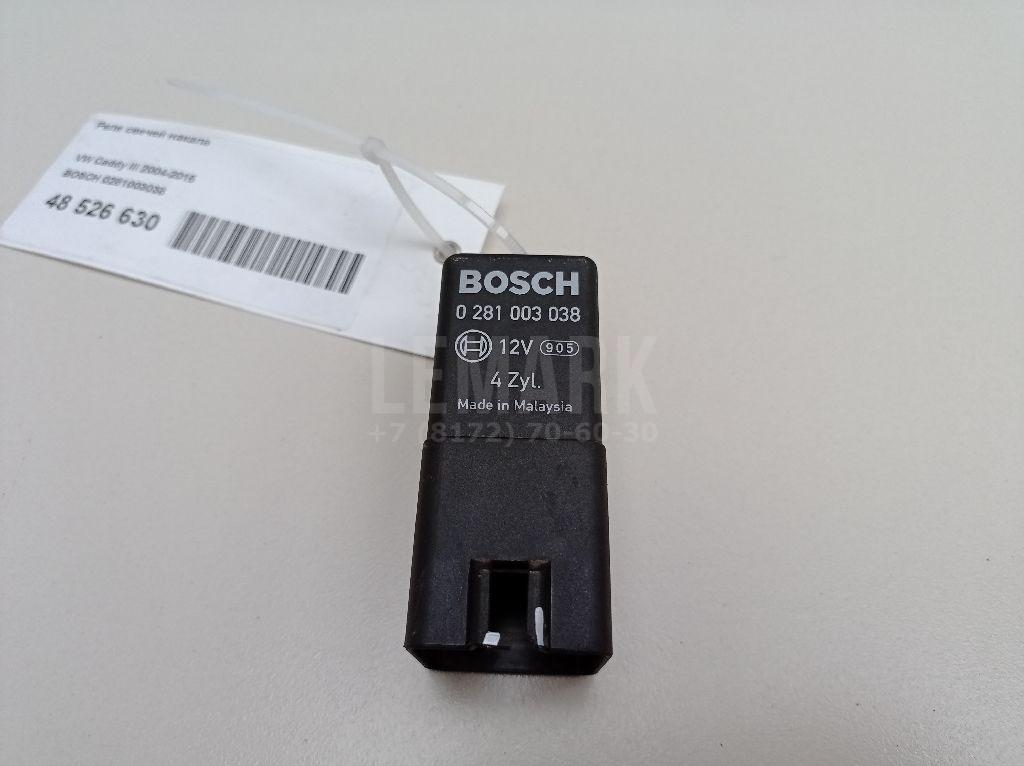 Реле свечей накала
VW Caddy III 2004-2015
BOSCH 0281003038
48 526 630
BOSCH
0 281 003 038
12V 905
4 Zyl.
Made in Malaysia
LEMARK
+7 (8172) 70-60-30